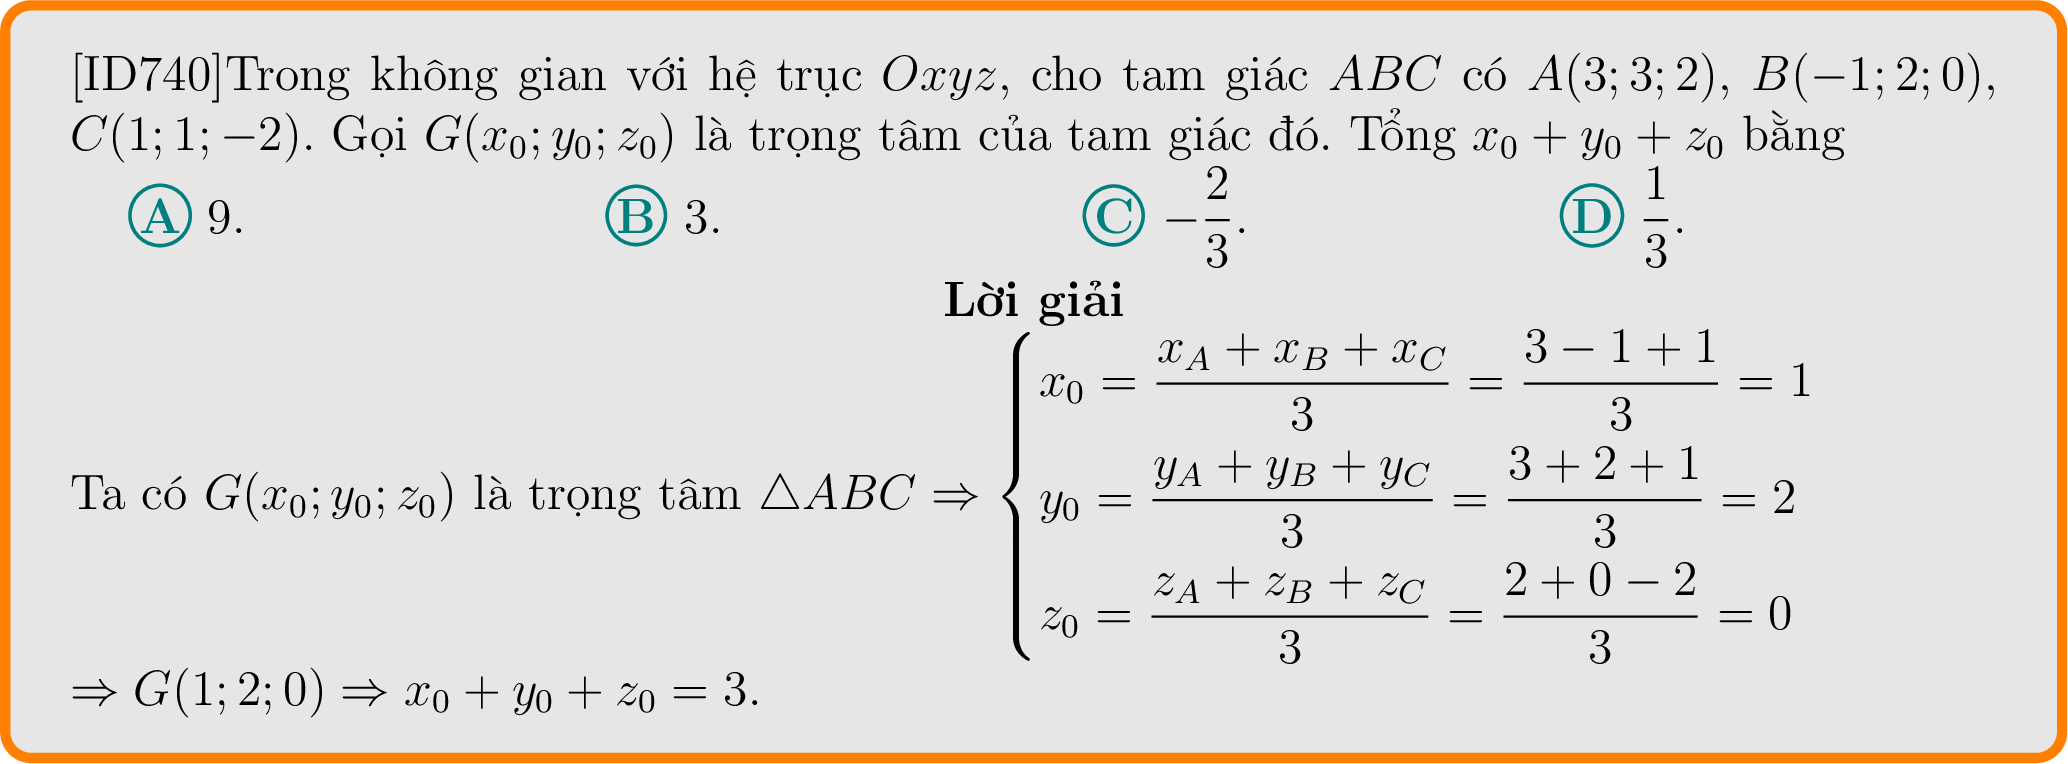 [ID740]Trong không gian với hệ trục $Oxyz$, cho tam giác $ABC$ có $A(3; 3; 2)$, $B(-1; 2; 0)$,
$C(1; 1; -2)$. Gọi $G(x_0; y_0; z_0)$ là trọng tâm của tam giác đó. Tổng $x_0 + y_0 + z_0$ bằng
A 9. B 3. C $-\frac{2}{3}$. D $\frac{1}{3}$.
Lời giải
Ta có $G(x_0; y_0; z_0)$ là trọng tâm $\triangle ABC \Rightarrow \begin{cases} x_0 = \frac{x_A + x_B + x_C}{3} = \frac{3 - 1 + 1}{3} = 1 \\ y_0 = \frac{y_A + y_B + y_C}{3} = \frac{3 + 2 + 1}{3} = 2 \\ z_0 = \frac{z_A + z_B + z_C}{3} = \frac{2 + 0 - 2}{3} = 0 \end{cases}$
$\Rightarrow G(1; 2; 0) \Rightarrow x_0 + y_0 + z_0 = 3.$